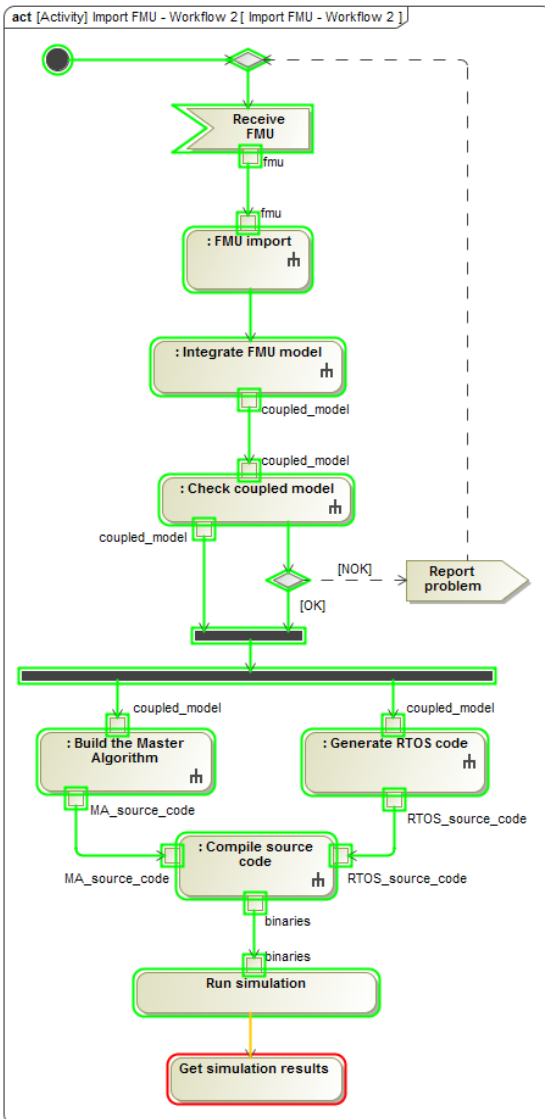 act [Activity] Import FMU - Workflow 2 [ Import FMU - Workflow 2 ]
Receive
FMU
fmu
fmu
: FMU import
: Integrate FMU model
coupled_model
coupled_model
: Check coupled model
coupled_model
[NOK]
Report
problem
[OK]
coupled_model
coupled_model
: Build the Master
Algorithm
: Generate RTOS code
MA_source_code
RTOS_source_code
: Compile source
code
MA_source_code
RTOS_source_code
binaries
binaries
Run simulation
Get simulation results